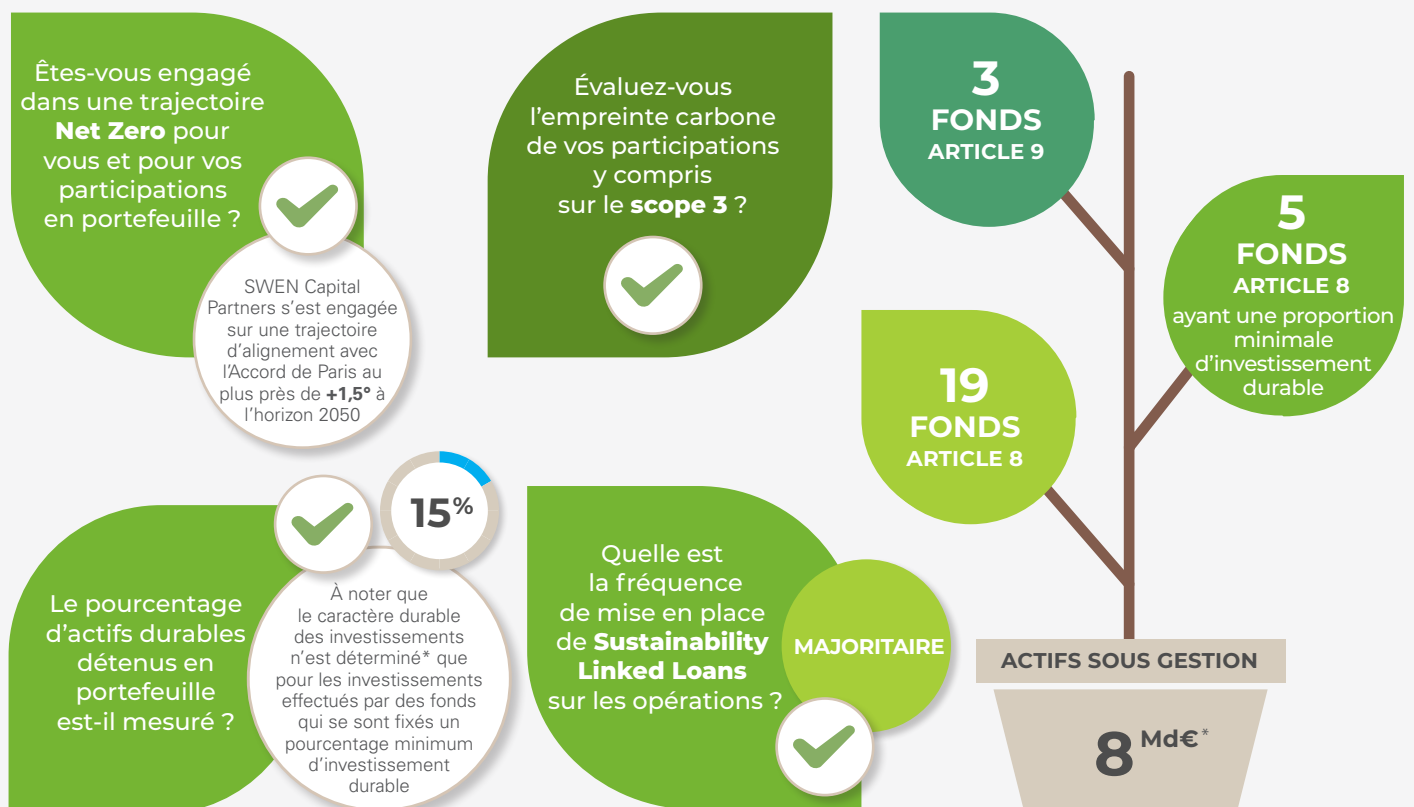 Êtes-vous engagé
dans une trajectoire
Net Zero pour
vous et pour vos
participations
en portefeuille ?
SWEN Capital
Partners s'est engagée
sur une trajectoire
d'alignement avec
l'Accord de Paris au
plus près de +1,5° à
l'horizon 2050
Évaluez-vous
l'empreinte carbone
de vos participations
y compris
sur le scope 3 ?
3
FONDS
ARTICLE 9
5
FONDS
ARTICLE 8
ayant une proportion
minimale
d'investissement
durable
19
FONDS
ARTICLE 8
Le pourcentage
d'actifs durables
détenus en
portefeuille
est-il mesuré ?
15%
À noter que
le caractère durable
des investissements
n'est déterminé* que
pour les investissements
effectués par des fonds
qui se sont fixés un
pourcentage minimum
d'investissement
durable
Quelle est
la fréquence
de mise en place
de Sustainability
Linked Loans
sur les opérations ?
MAJORITAIRE
ACTIFS SOUS GESTION
8 Md€*